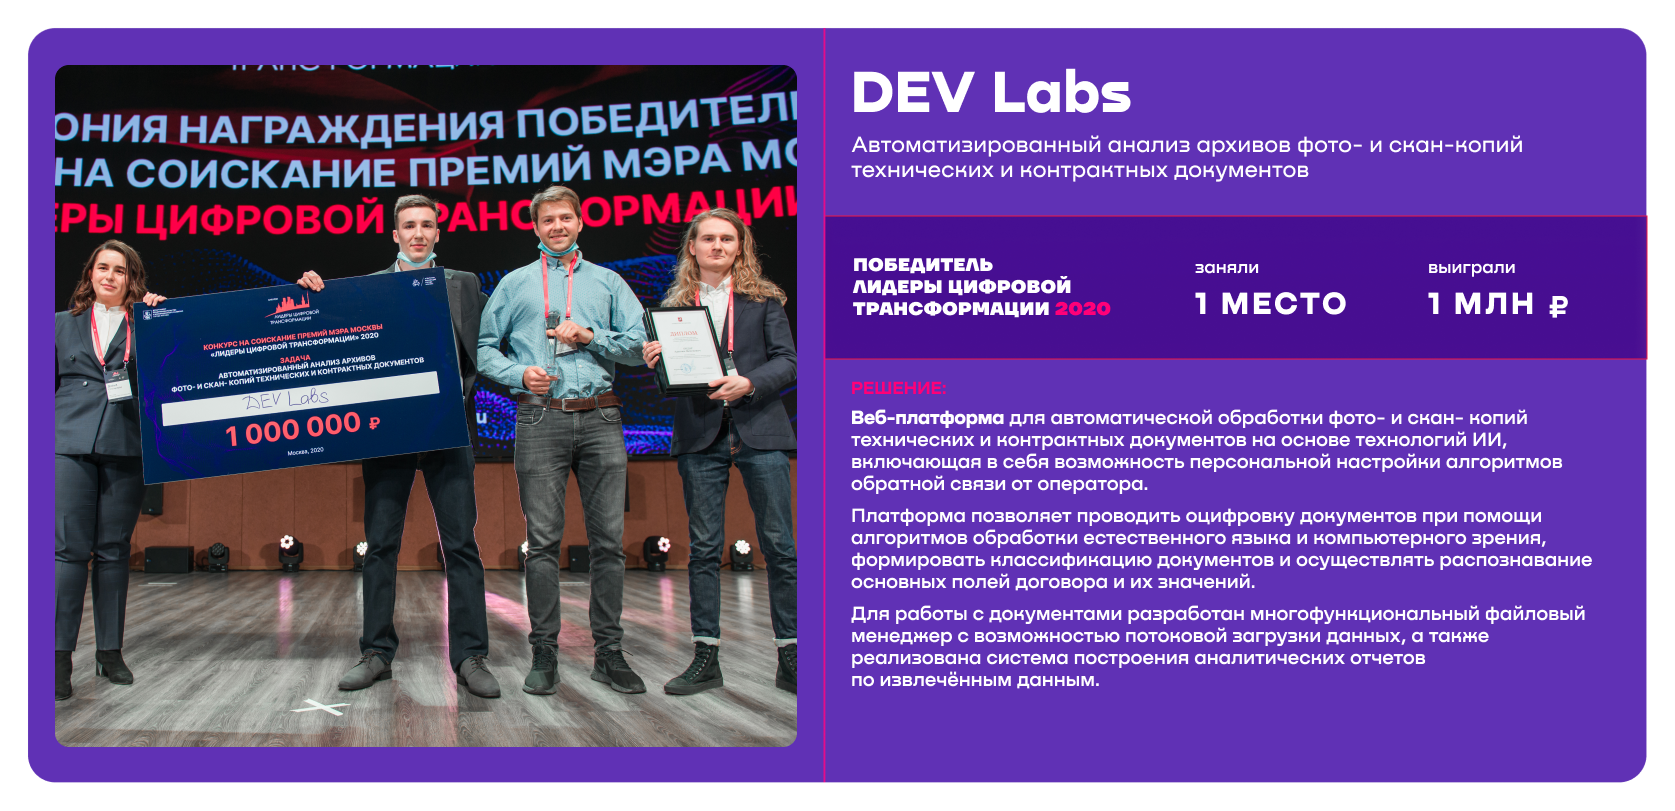 ОНИЯ НАГРАЖДЕНИЯ ПОБЕДИТЕЛ
НА СОИСКАНИЕ ПРЕМИЙ МЭРА МО
ЦИФРОВОЙ
ЛИДЕРЫ ЦИФРОВОЙ
ТРАНСФОРМАЦИИ
КОНКУРС НА СОИСКАНИЕ ПРЕМИЙ МЭРА МОСКВЫ
«ЛИДЕРЫ ЦИФРОВОЙ ТРАНСФОРМАЦИИ» 2020
ЗАДАЧА
АВТОМАТИЗИРОВАННЫЙ АНАЛИЗ АРХИВОВ
ФОТО- И СКАН- КОПИЙ ТЕХНИЧЕСКИХ И КОНТРАКТНЫХ ДОКУМЕНТОВ
DEV Labs
1 000 000 ₽
Москва, 2020
ДИПЛОМ
DEV Labs
Автоматизированный анализ архивов фото- и скан-копий
технических и контрактных документов
ПОБЕДИТЕЛЬ
ЛИДЕРЫ ЦИФРОВОЙ
ТРАНСФОРМАЦИИ 2020
заняли
1 МЕСТО
выиграли
1 МЛН ₽
РЕШЕНИЕ:
Веб-платформа для автоматической обработки фото- и скан- копий
технических и контрактных документов на основе технологий ИИ,
включающая в себя возможность персональной настройки алгоритмов
обратной связи от оператора.
Платформа позволяет проводить оцифровку документов при помощи
алгоритмов обработки естественного языка и компьютерного зрения,
формировать классификацию документов и осуществлять распознавание
основных полей договора и их значений.
Для работы с документами разработан многофункциональный файловый
менеджер с возможностью потоковой загрузки данных, а также
реализована система построения аналитических отчетов
по извлечённым данным.